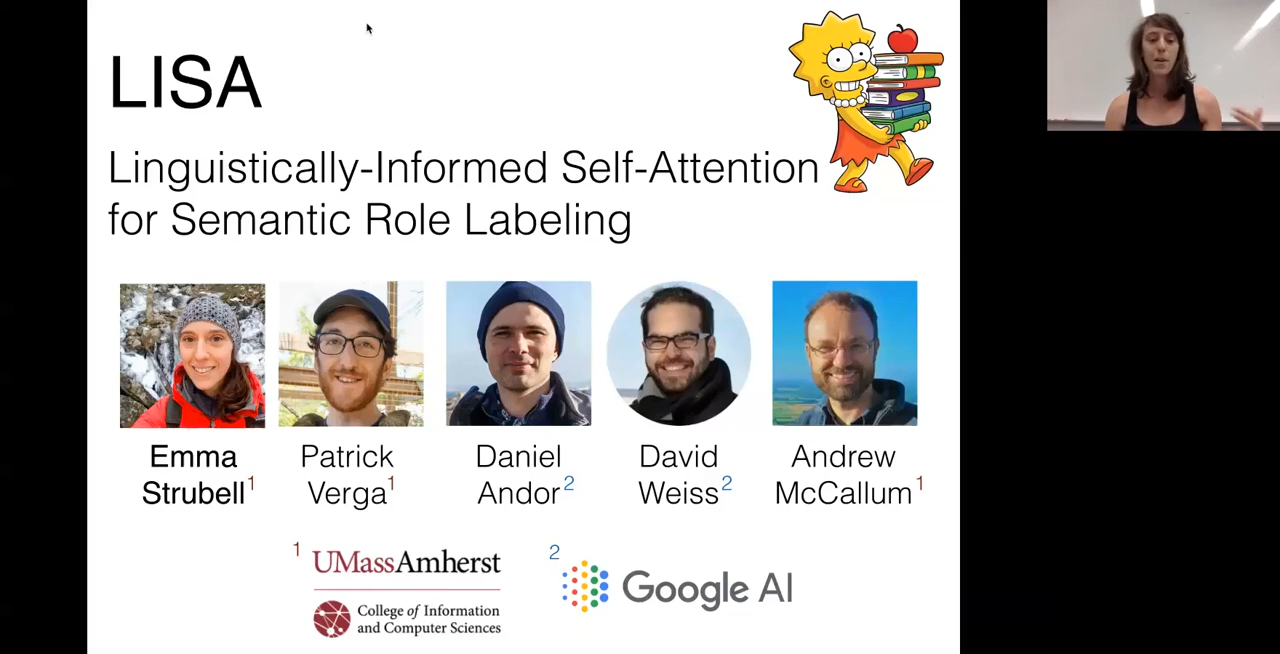 LISA
Linguistically-Informed Self-Attention
for Semantic Role Labeling
Emma
Strubell1
Patrick
Verga1
Daniel
Andor2
David
Weiss2
Andrew
McCallum1
1
UMassAmherst
College of Information
and Computer Sciences
2
Google AI